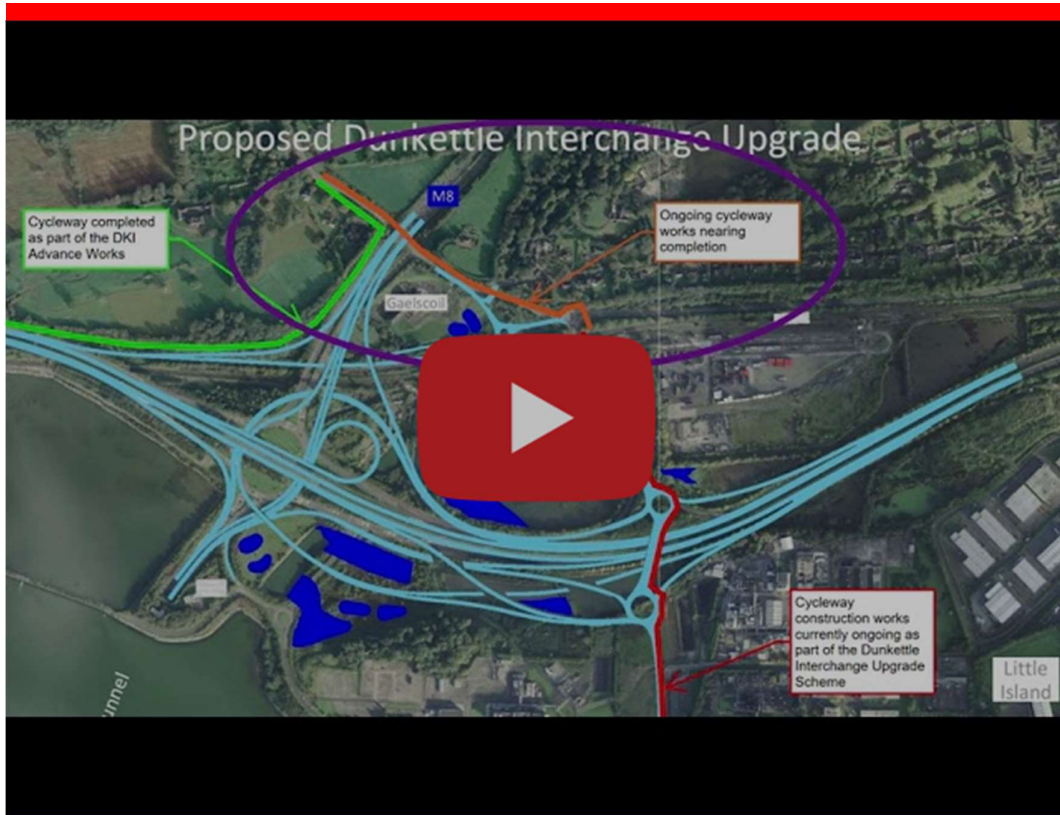 Proposed Dunkettle Interchange Upgrade
M8
Cycleway completed
as part of the DKI
Advance Works
Ongoing cycleway
works nearing
completion
Gaelscoil
Cycleway
construction works
currently ongoing as
part of the Dunkettle
Interchange Upgrade
Scheme
Little
Island
unnel